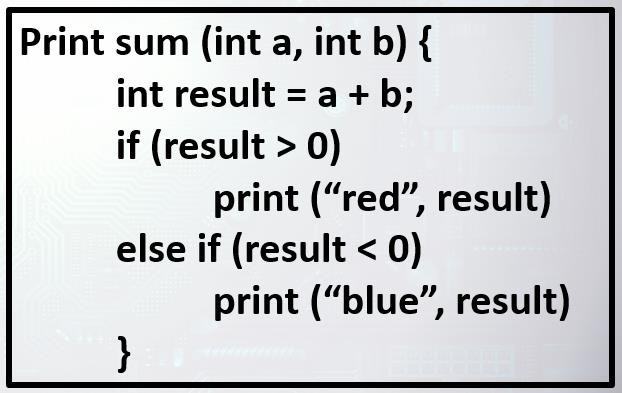 Print sum (int a, int b) {
int result = a + b;
if (result > 0)
print (“red”, result)
else if (result < 0)
print (“blue”, result)
}